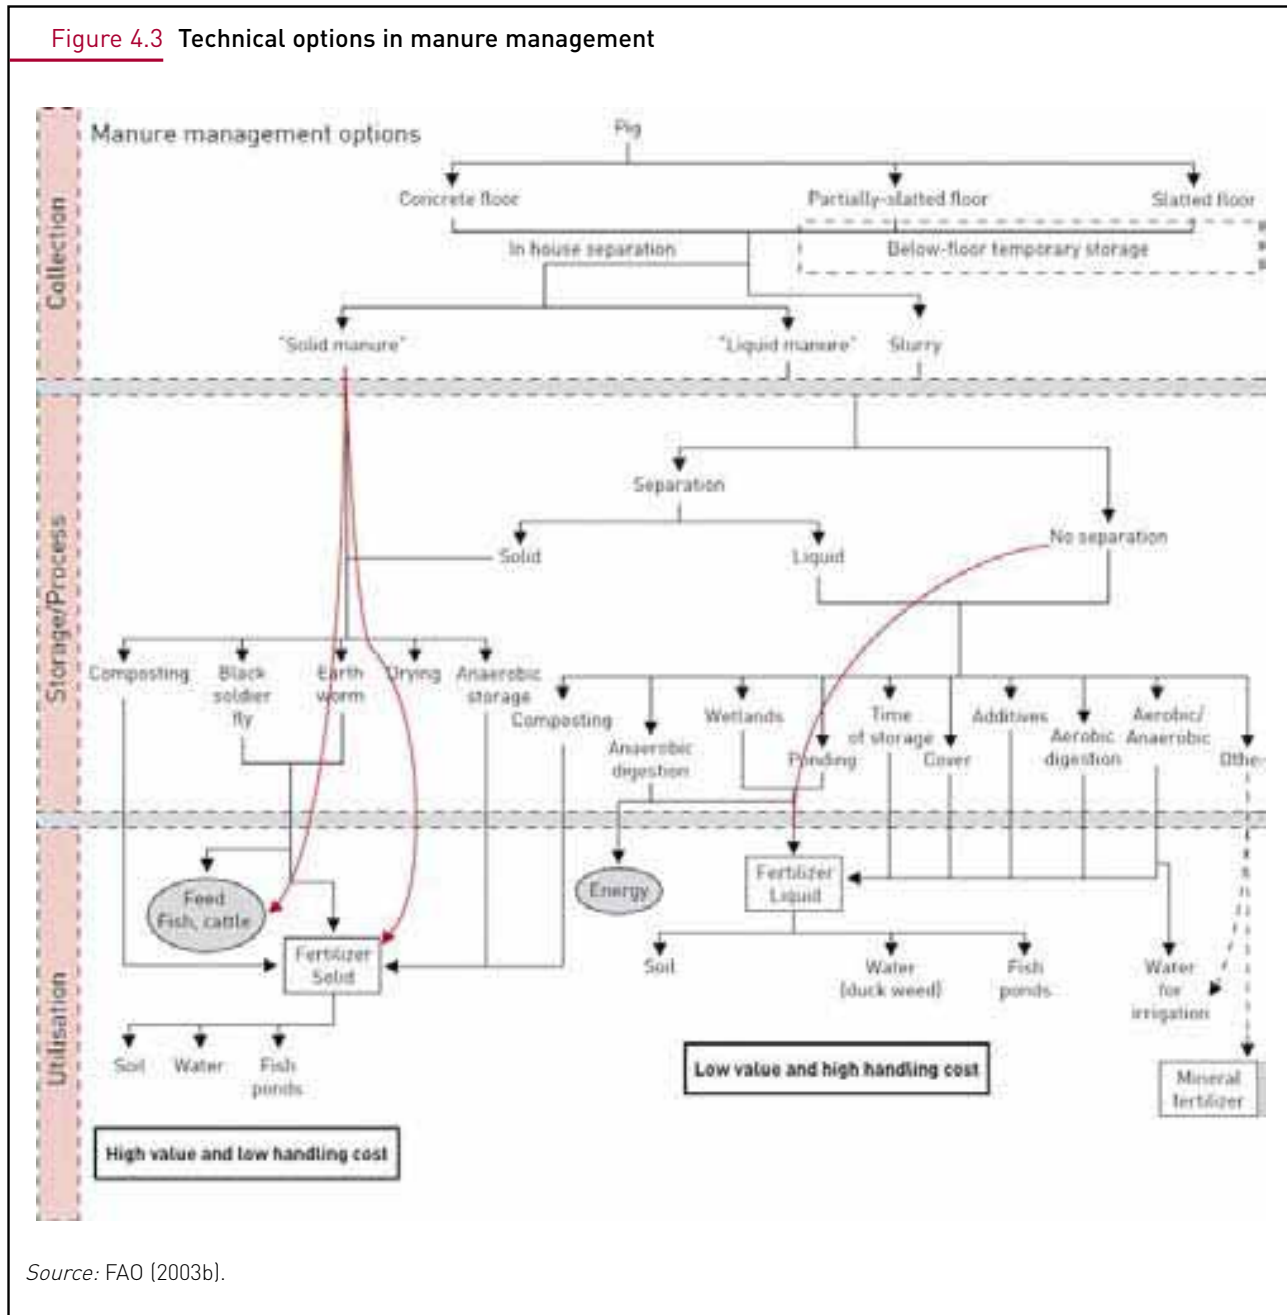 Figure 4.3 Technical options in manure management
Manure management options
Pig
Collection
Concrete floor
Partially-slatted floor
Slatted floor
In house separation
Below-floor temporary storage
"Solid manure"
"Liquid manure"
Slurry
Storage/Process
Separation
Solid
Liquid
No separation
Composting
Black
soldier
fly
Earth
worm
Drying
Anaerobic
storage
Composting
Anaerobic
digestion
Wetlands
Ponding
Time
of storage
Cover
Additives
Aerobic
digestion
Aerobic/
Anaerobic
Othe
Utilisation
Feed
Fish, cattle
Fertilizer
Solid
Energy
Fertilizer
Liquid
Soil
Water
(duck weed)
Fish
ponds
Water
for
irrigation
Soil
Water
Fish
ponds
Low value and high handling cost
Mineral
fertilizer
High value and low handling cost
Source: FAO (2003b).